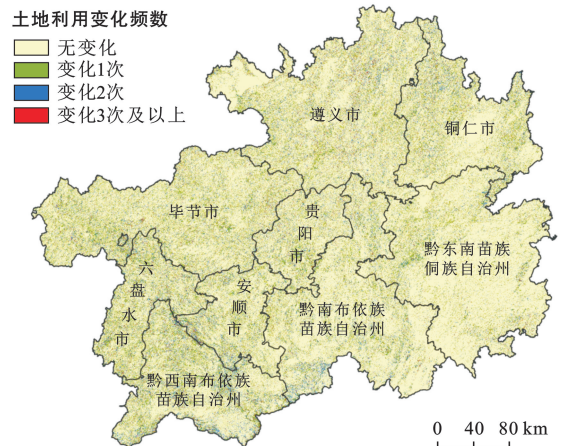 土地利用变化频数
无变化
变化1次
变化2次
变化3次及以上
遵义市
铜仁市
毕节市
贵阳市
黔东南苗族
侗族自治州
六盘水市
安顺市
黔南布依族
苗族自治州
黔西南布依族
苗族自治州
0 40 80 km